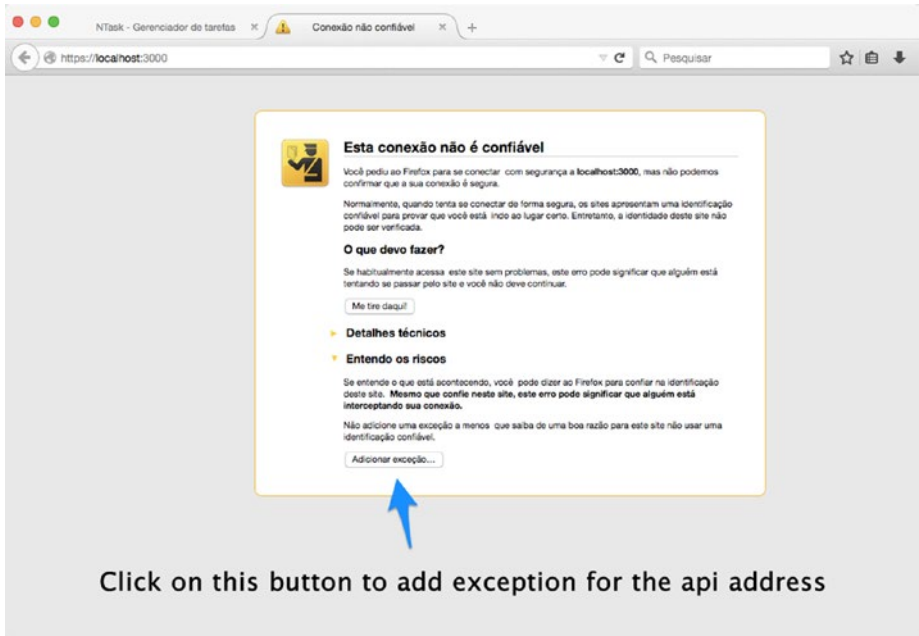 NTask - Gerenciador de tarefas
Conexão não confiável
https://localhost:3000
Pesquisar
Esta conexão não é confiável
Você pediu ao Firefox para se conectar com segurança a localhost:3000, mas não podemos
confirmar que a sua conexão é segura.
Normalmente, quando tenta se conectar de forma segura, os sites apresentam uma identificação
confiável para provar que você está indo ao lugar certo. Entretanto, a identidade deste site não
pode ser verificada.
O que devo fazer?
Se habitualmente acessa este site sem problemas, este erro pode significar que alguém está
tentando se passar pelo site e você não deve continuar.
Me tire daqui!
Detalhes técnicos
Entendo os riscos
Se entende o que está acontecendo, você pode dizer ao Firefox para confiar na identificação
deste site. Mesmo que confie neste site, este erro pode significar que alguém está
interceptando sua conexão.
Não adicione uma exceção a menos que saiba de uma boa razão para este site não usar uma
identificação confiável.
Adicionar exceção...
Click on this button to add exception for the api address